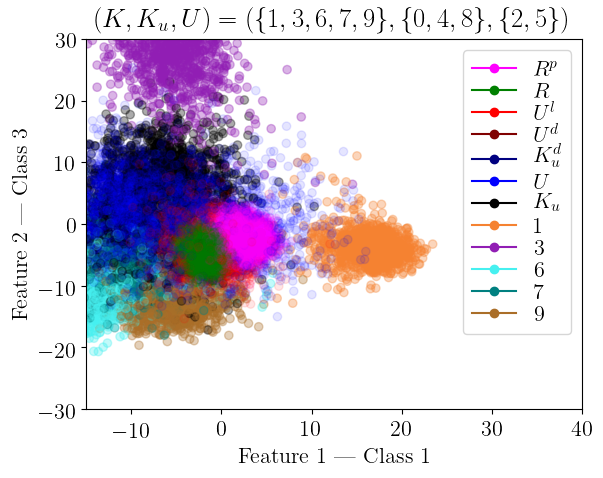 (K, K_u, U) = ({1, 3, 6, 7, 9}, {0, 4, 8}, {2, 5})
30
20
10
0
−10
−20
−30
Feature 2 — Class 3
−10
0
10
20
30
40
Feature 1 — Class 1
R^p
R
U^l
U^d
K_u^d
U
K_u
1
3
6
7
9